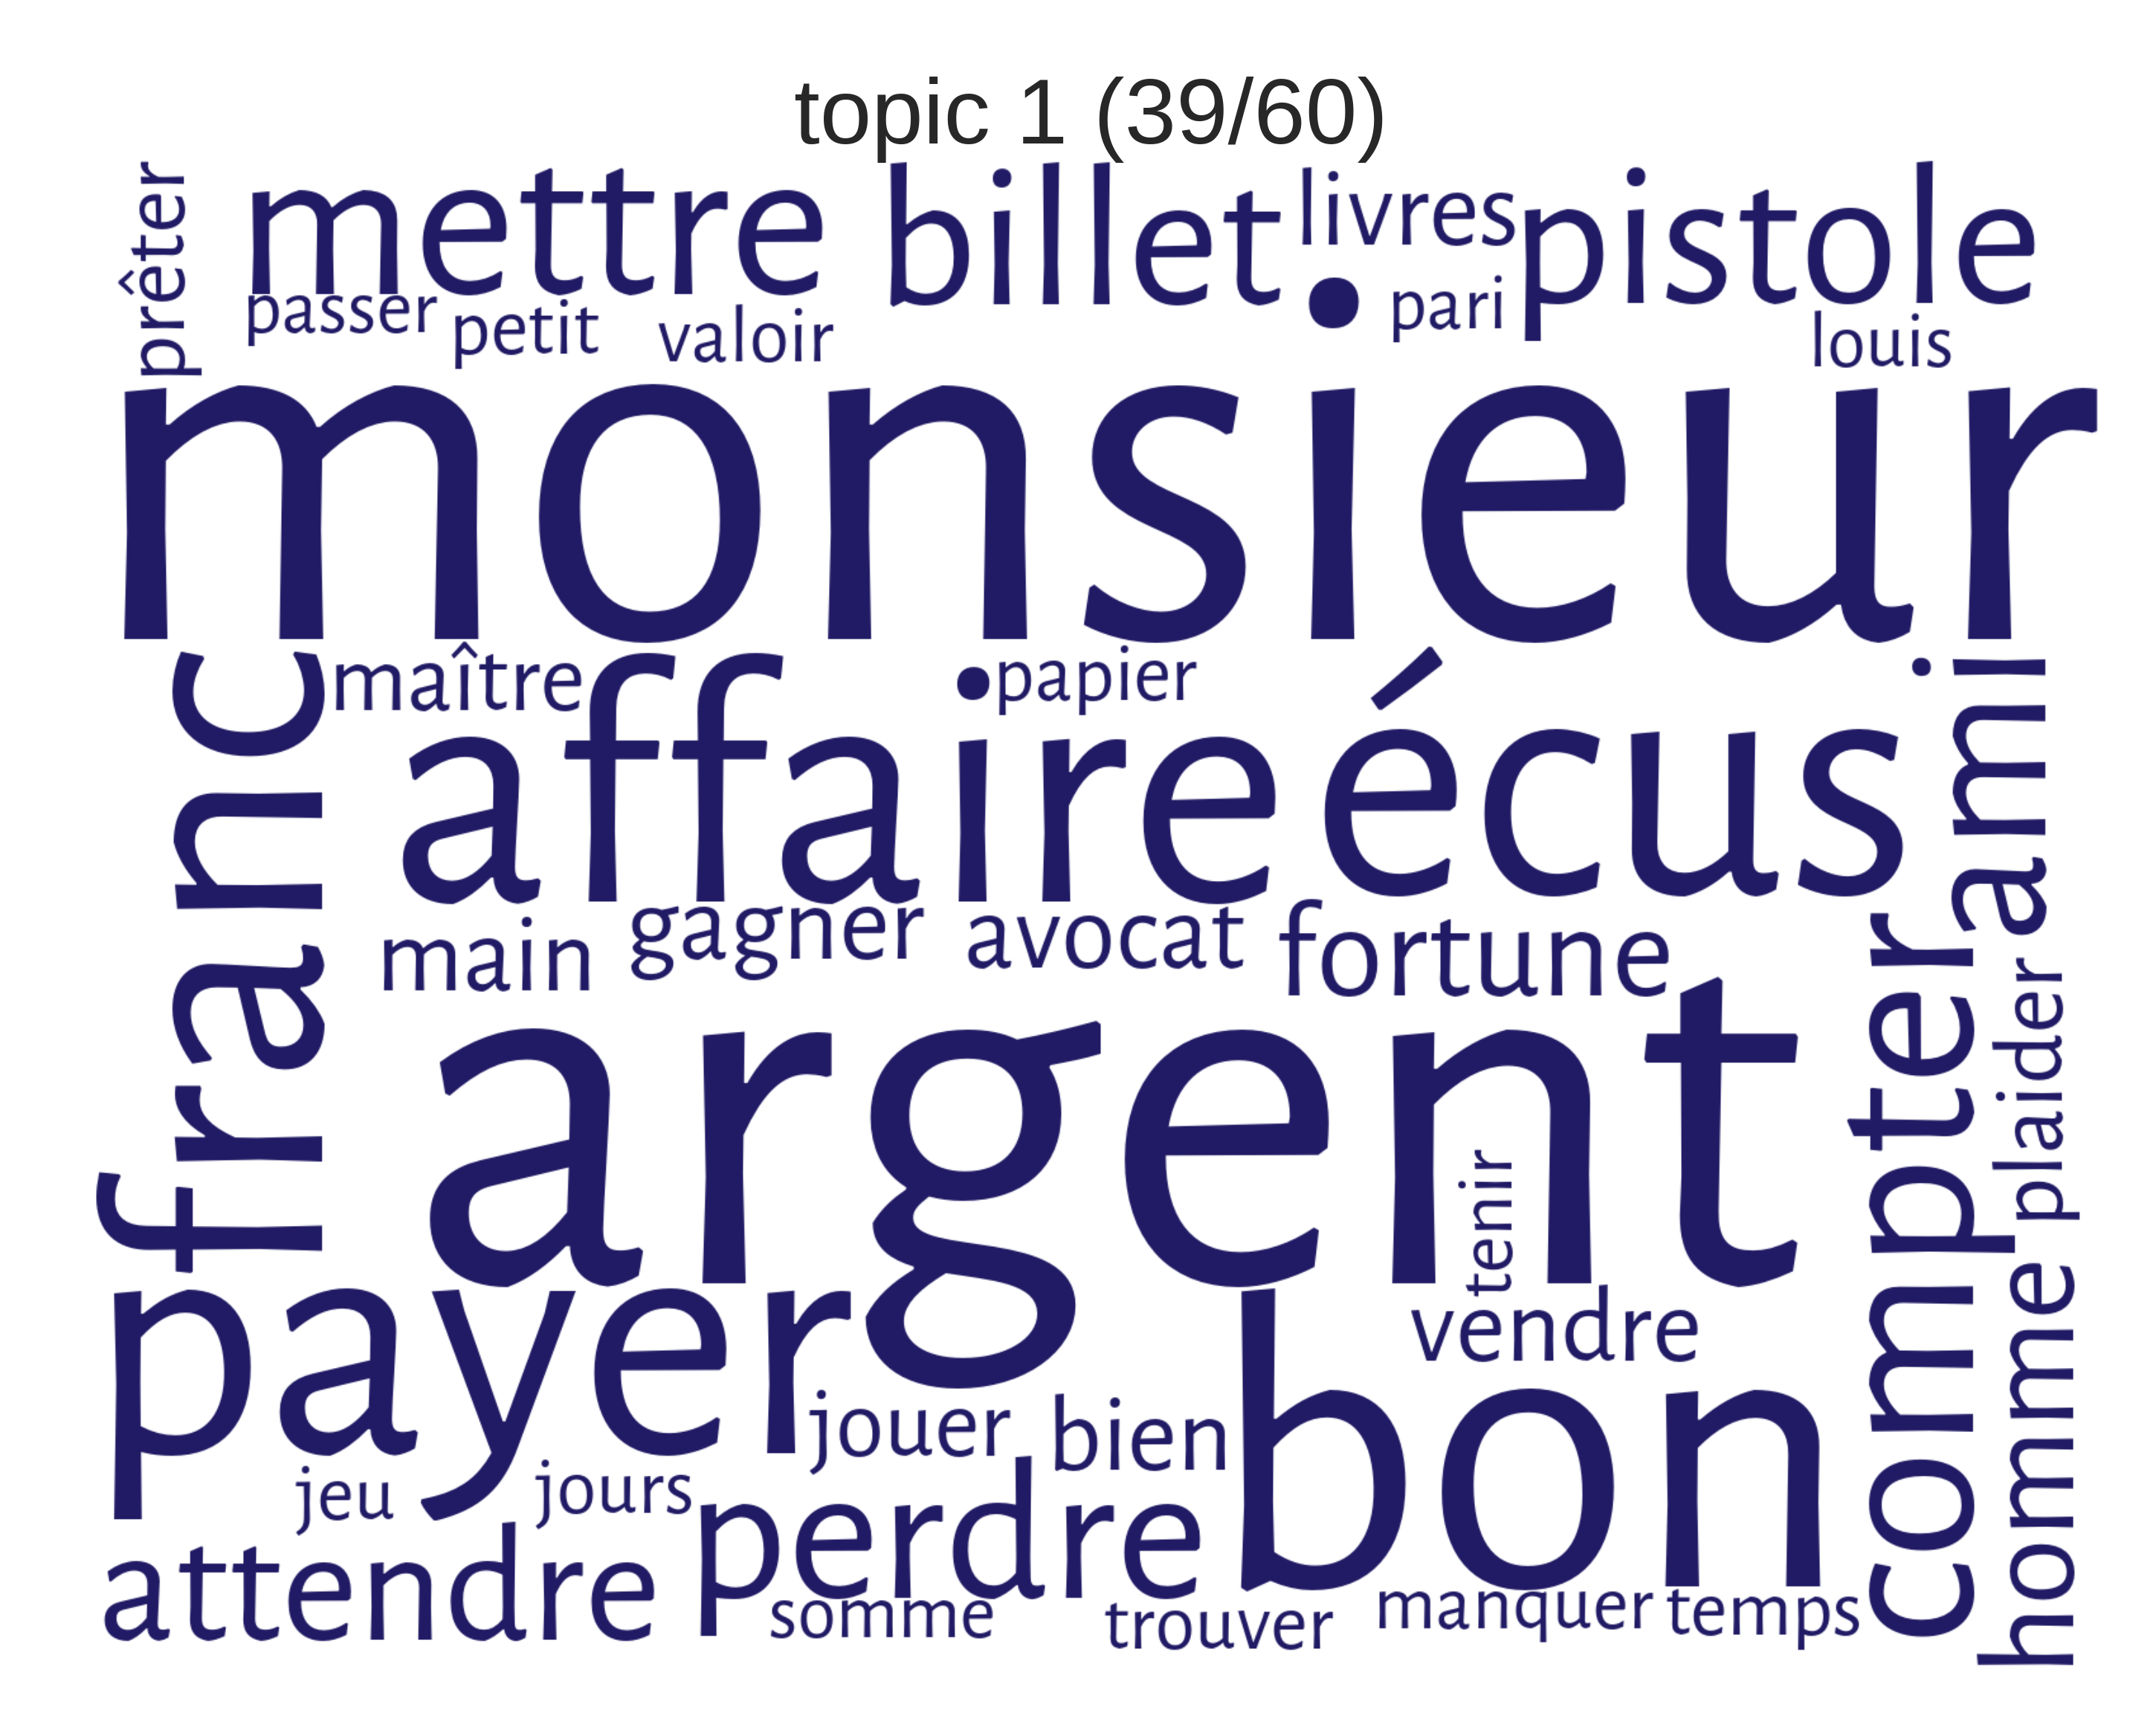 topic 1 (39/60)
prêter
mettre billet livres pistole
passer petit valoir pari louis
monsieur
franc
maître papier ami
affaire écus
main gagner avocat fortune
argent
compter plaider
tenir
payer vendre
jouer bien bon homme
jeu jours perdre
attendre somme trouver manquer temps